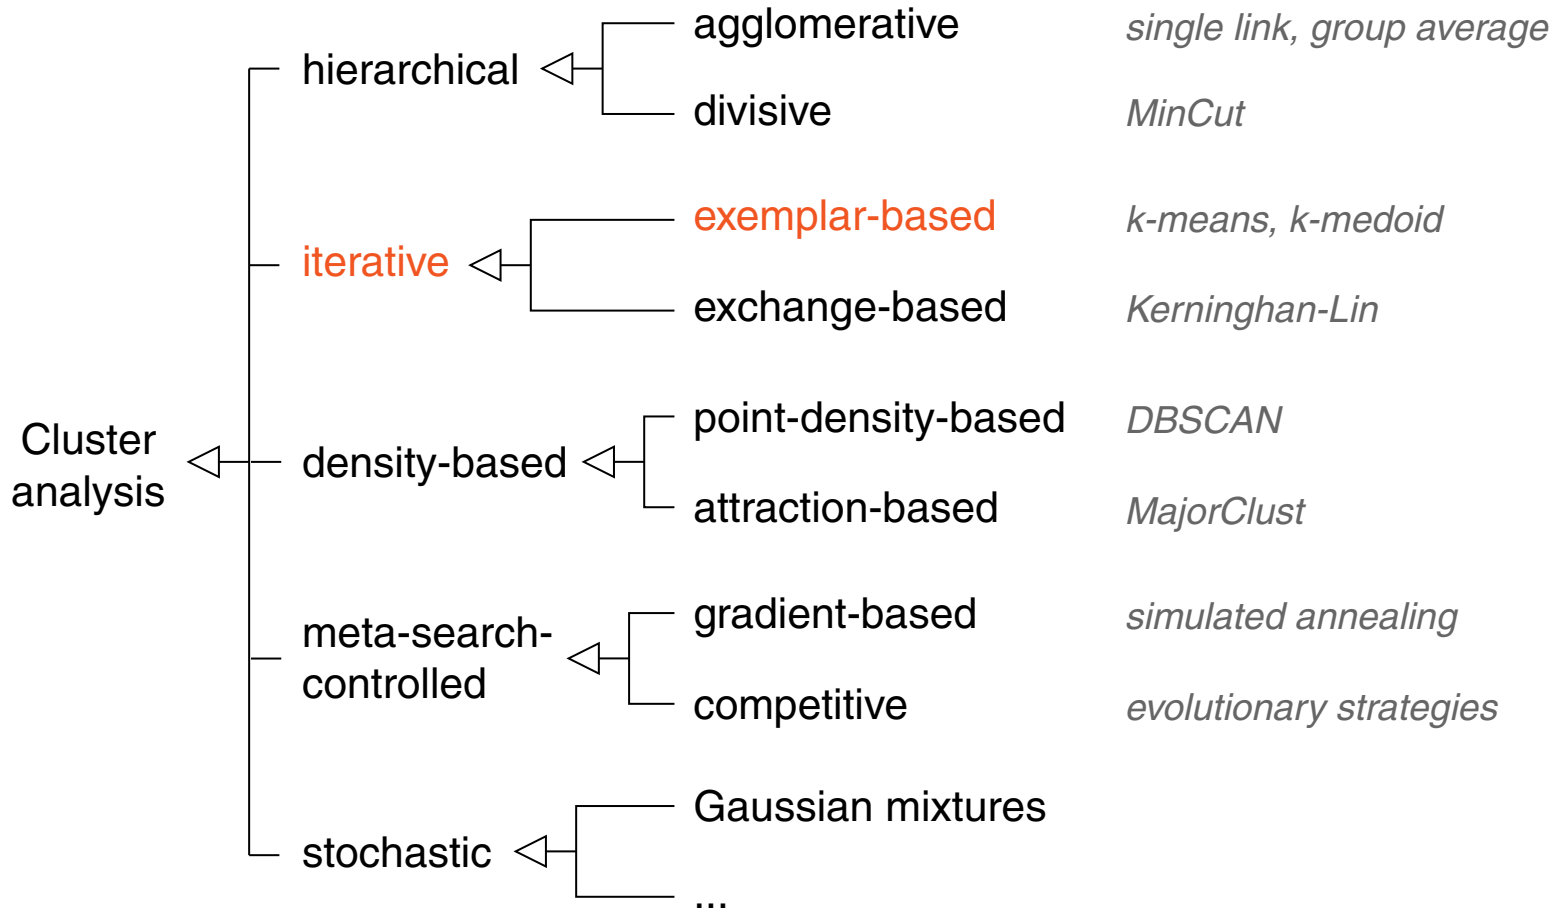 Cluster
analysis
hierarchical
agglomerative
single link, group average
divisive
MinCut
iterative
exemplar-based
k-means, k-medoid
exchange-based
Kerninghan-Lin
density-based
point-density-based
DBSCAN
attraction-based
MajorClust
meta-search-
controlled
gradient-based
simulated annealing
competitive
evolutionary strategies
stochastic
Gaussian mixtures
...